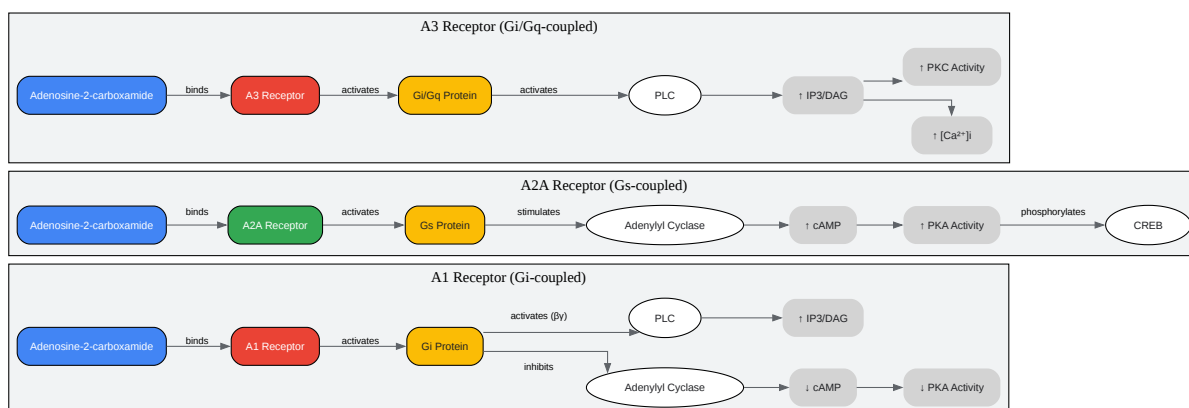 A3 Receptor (Gi/Gq-coupled)
Adenosine-2-carboxamide
binds
A3 Receptor
activates
Gi/Gq Protein
activates
PLC
↑ IP3/DAG
↑ PKC Activity
↑ [Ca²⁺]i
A2A Receptor (Gs-coupled)
Adenosine-2-carboxamide
binds
A2A Receptor
activates
Gs Protein
stimulates
Adenylyl Cyclase
↑ cAMP
↑ PKA Activity
phosphorylates
CREB
A1 Receptor (Gi-coupled)
Adenosine-2-carboxamide
binds
A1 Receptor
activates
Gi Protein
activates (βγ)
PLC
↑ IP3/DAG
inhibits
Adenylyl Cyclase
↓ cAMP
↓ PKA Activity